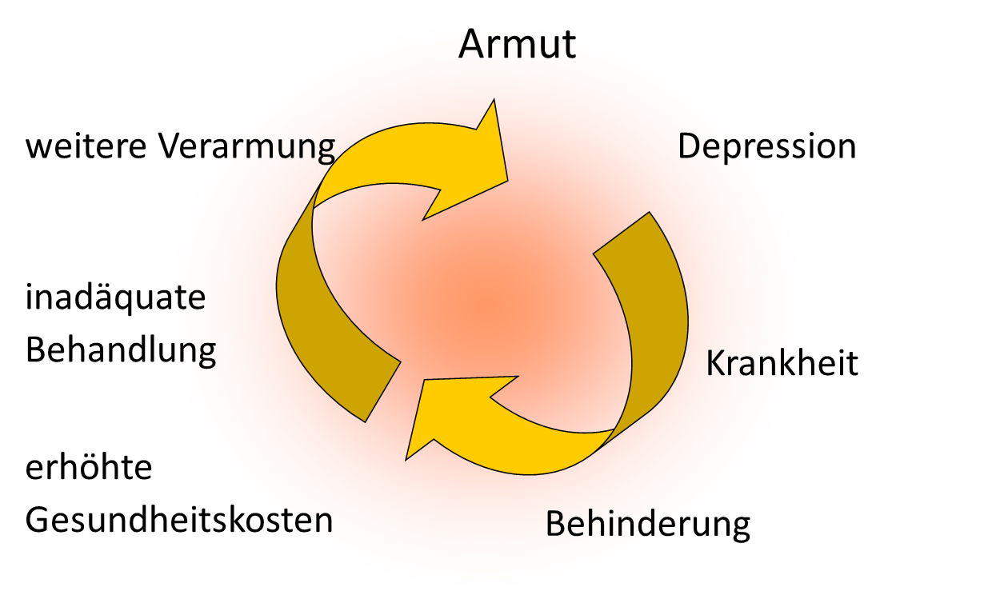 Armut
weitere Verarmung
Depression
inadäquate
Behandlung
Krankheit
erhöhte
Gesundheitskosten
Behinderung